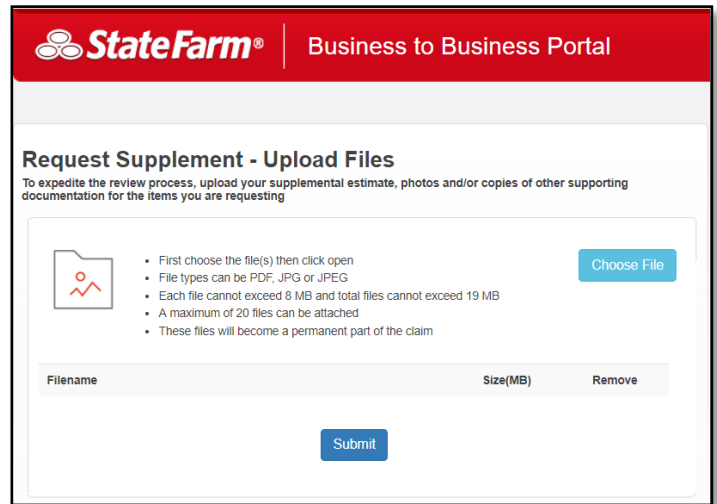 StateFarm® Business to Business Portal
Request Supplement - Upload Files
To expedite the review process, upload your supplemental estimate, photos and/or copies of other supporting
documentation for the items you are requesting
• First choose the file(s) then click open
• File types can be PDF, JPG or JPEG
• Each file cannot exceed 8 MB and total files cannot exceed 19 MB
• A maximum of 20 files can be attached
• These files will become a permanent part of the claim
Choose File
Filename Size(MB) Remove
Submit